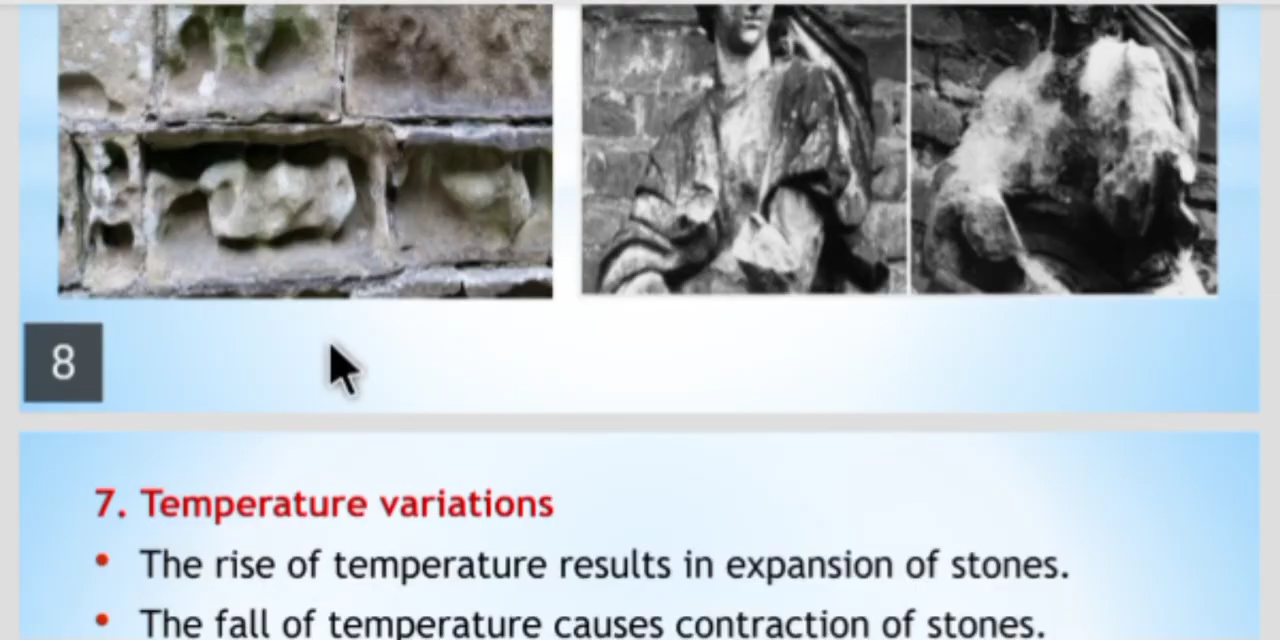 8
7. Temperature variations
• The rise of temperature results in expansion of stones.
• The fall of temperature causes contraction of stones.